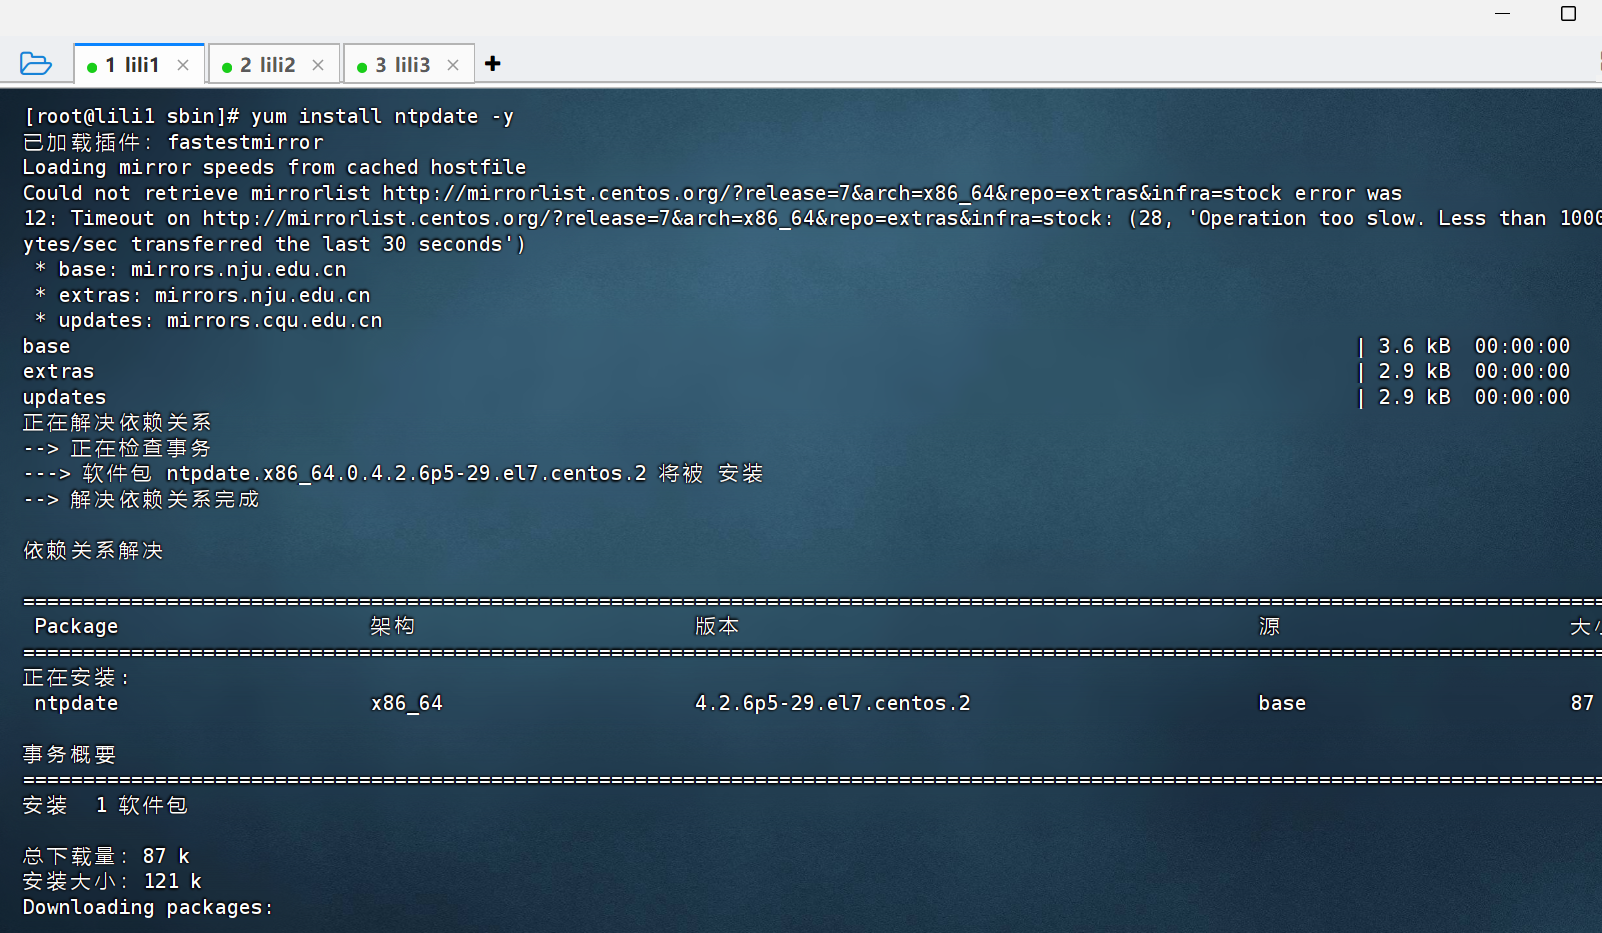 1 lili1 × 2 lili2 × 3 lili3 × +
[root@lili1 sbin]# yum install ntpdate -y
已加载插件：fastestmirror
Loading mirror speeds from cached hostfile
Could not retrieve mirrorlist http://mirrorlist.centos.org/?release=7&arch=x86_64&repo=extras&infra=stock error was
12: Timeout on http://mirrorlist.centos.org/?release=7&arch=x86_64&repo=extras&infra=stock: (28, 'Operation too slow. Less than 1000
ytes/sec transferred the last 30 seconds')
 * base: mirrors.nju.edu.cn
 * extras: mirrors.nju.edu.cn
 * updates: mirrors.cqu.edu.cn
base | 3.6 kB 00:00:00
extras | 2.9 kB 00:00:00
updates | 2.9 kB 00:00:00
正在解决依赖关系
--> 正在检查事务
---> 软件包 ntpdate.x86_64.0.4.2.6p5-29.el7.centos.2 将被 安装
--> 解决依赖关系完成
依赖关系解决
================================================================================
 Package 架构 版本 源 大小
================================================================================
正在安装:
 ntpdate x86_64 4.2.6p5-29.el7.centos.2 base 87
事务概要
================================================================================
安装  1 软件包
总下载量：87 k
安装大小：121 k
Downloading packages: